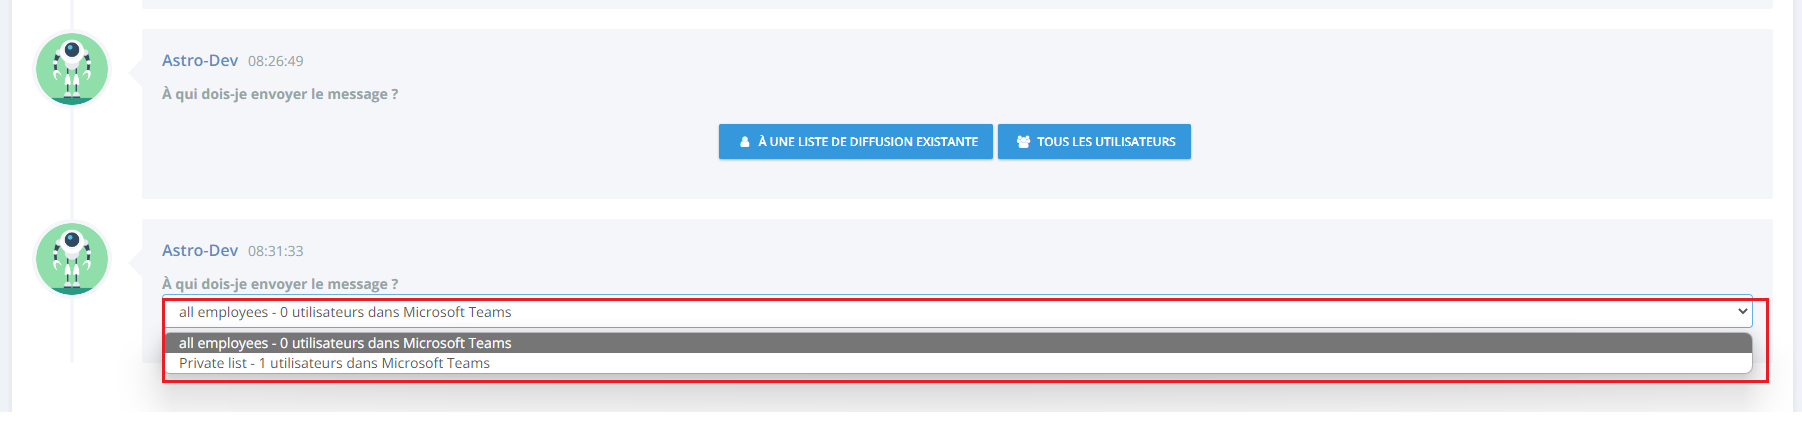 Astro-Dev 08:26:49
À qui dois-je envoyer le message ?
À UNE LISTE DE DIFFUSION EXISTANTE TOUS LES UTILISATEURS
Astro-Dev 08:31:33
À qui dois-je envoyer le message ?
all employees - 0 utilisateurs dans Microsoft Teams
all employees - 0 utilisateurs dans Microsoft Teams
Private list - 1 utilisateurs dans Microsoft Teams